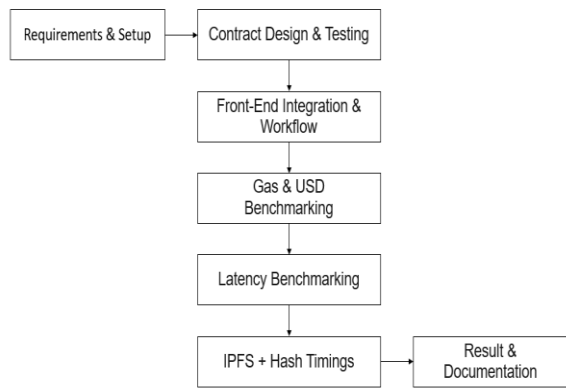 Requirements & Setup
Contract Design & Testing
Front-End Integration &
Workflow
Gas & USD
Benchmarking
Latency Benchmarking
IPFS + Hash Timings
Result &
Documentation